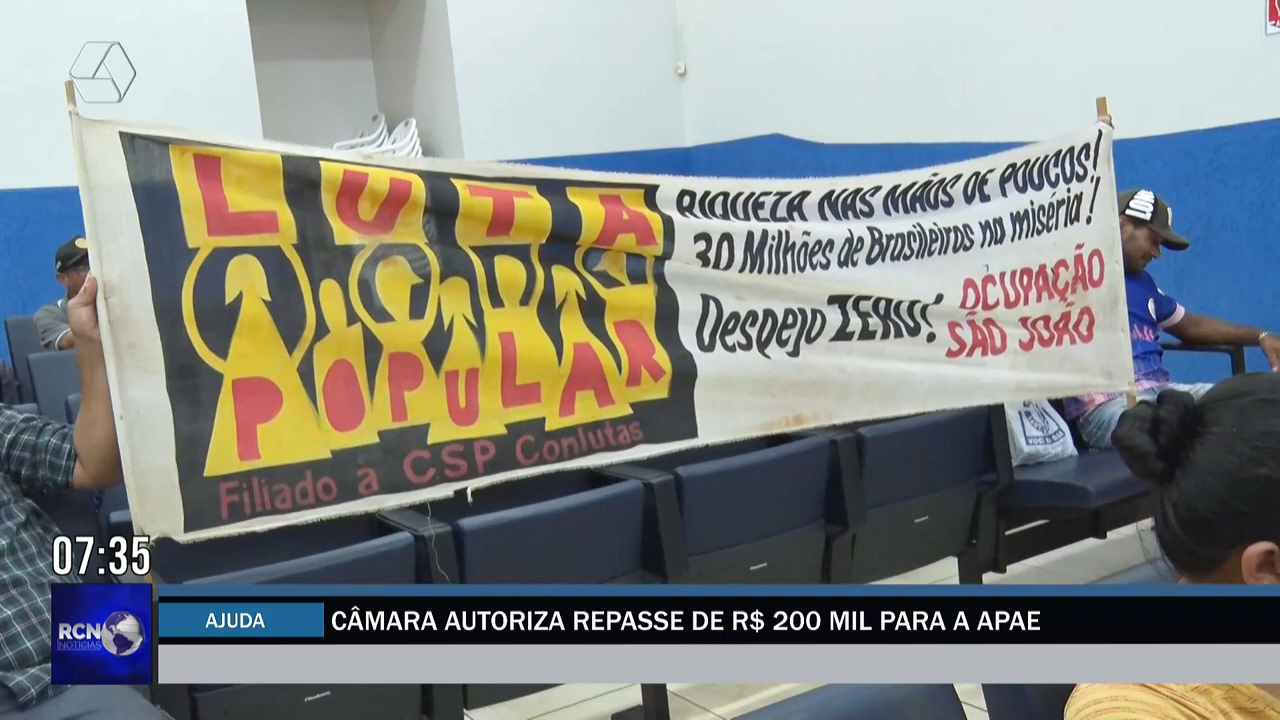 LUTA
POPULAR
Filiado à CSP Conlutas
RIQUEZA NAS MÃOS DE POUCOS!
30 Milhões de Brasileiros na miséria!
Despejo ZERO!
OCUPAÇÃO
SÃO JOÃO
07:35
RCN
NOTÍCIAS
AJUDA
CÂMARA AUTORIZA REPASSE DE R$ 200 MIL PARA A APAE